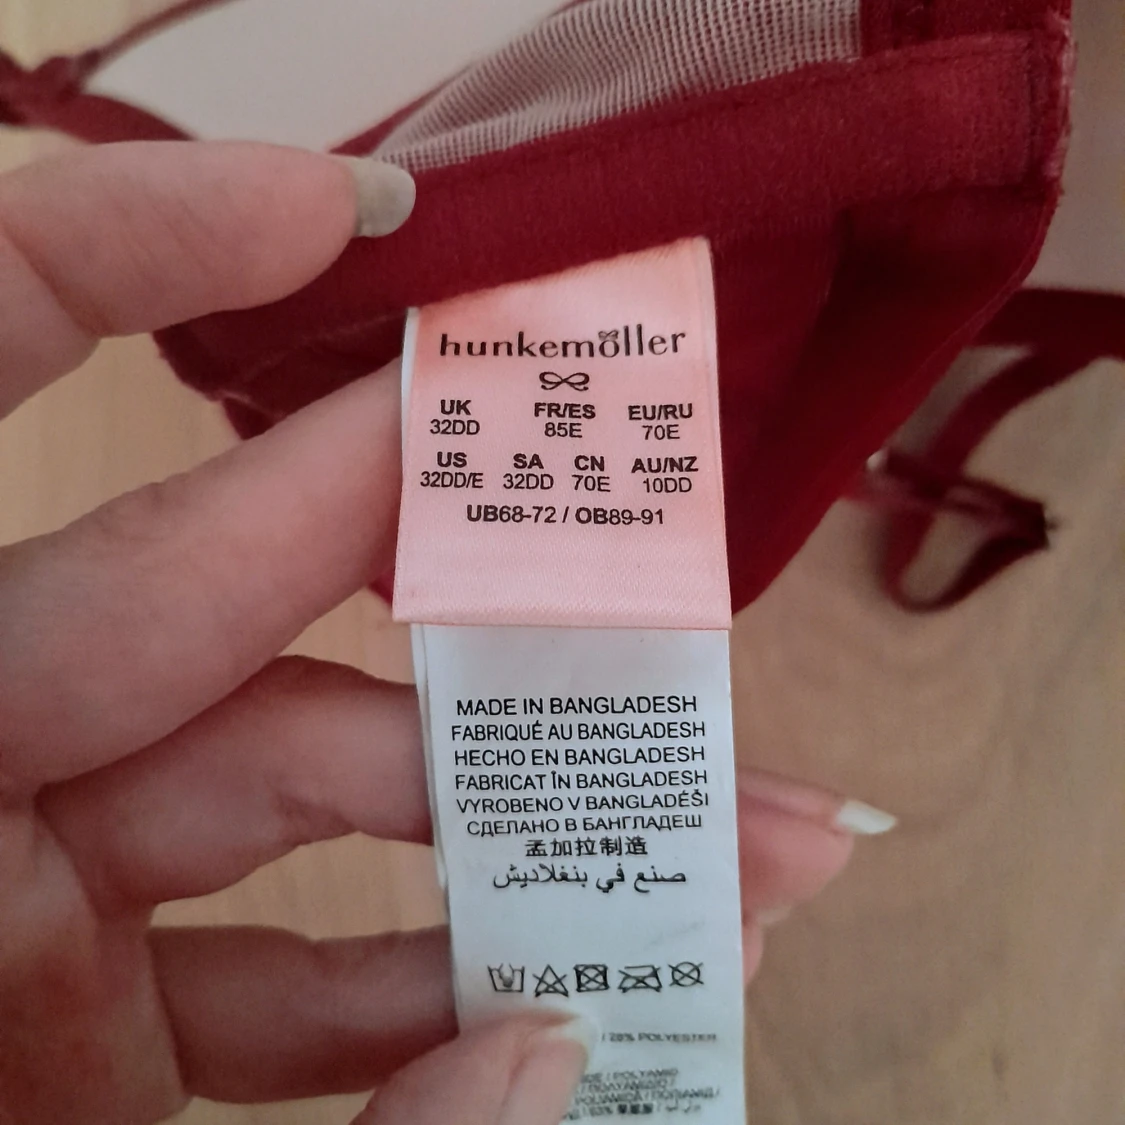 hunkemöller
UK FR/ES EU/RU
32DD 85E 70E
US SA CN AU/NZ
32DD/E 32DD 70E 10DD
UB68-72 / OB89-91
MADE IN BANGLADESH
FABRIQUÉ AU BANGLADESH
HECHO EN BANGLADESH
FABRICAT ÎN BANGLADESH
VYROBENO V BANGLADÉŠI
СДЕЛАНО В БАНГЛАДЕШ
孟加拉制造
صنع في بنغلاديش
/ 28% POLYESTER